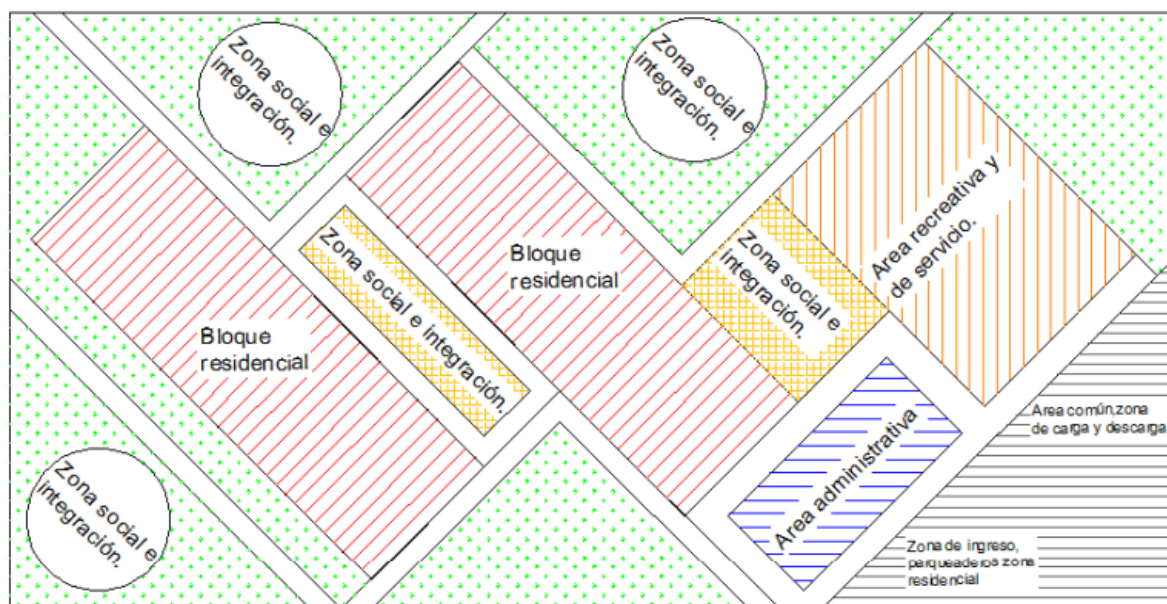 Zona social e
integración.
Zona social e
integración.
Bloque
residencial
Zona social e
integración.
Area recreativa y
de servicio.
Zona social e integración.
Bloque
residencial
Area común,zona
de carga y descarga
Area administrativa
Zona social e
integración.
Zona de ingreso,
parqueaderos zona
residencial